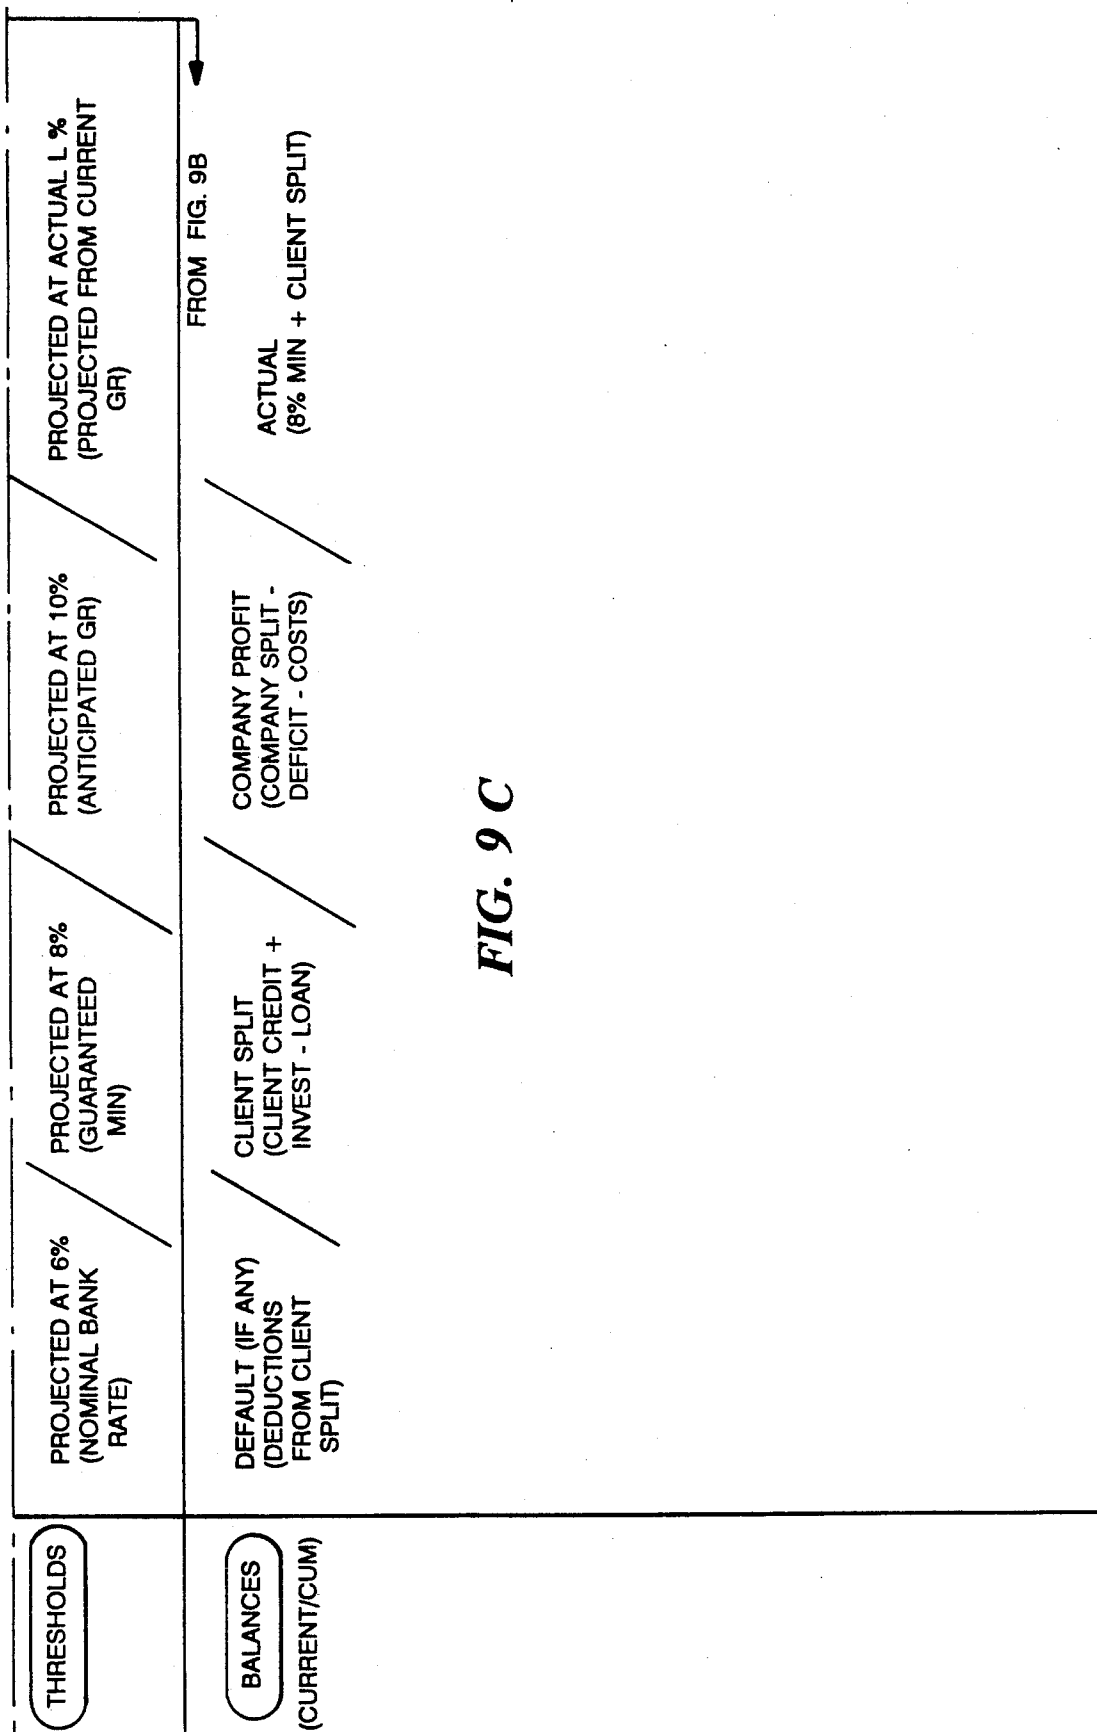 THRESHOLDS
PROJECTED AT 6%
(NOMINAL BANK
RATE)
PROJECTED AT 8%
(GUARANTEED
MIN)
PROJECTED AT 10%
(ANTICIPATED GR)
PROJECTED AT ACTUAL L %
(PROJECTED FROM CURRENT
GR)
FROM FIG. 9B
BALANCES
(CURRENT/CUM)
DEFAULT (IF ANY)
(DEDUCTIONS
FROM CLIENT
SPLIT)
CLIENT SPLIT
(CLIENT CREDIT +
INVEST - LOAN)
COMPANY PROFIT
(COMPANY SPLIT -
DEFICIT - COSTS)
ACTUAL
(8% MIN + CLIENT SPLIT)
FIG. 9 C